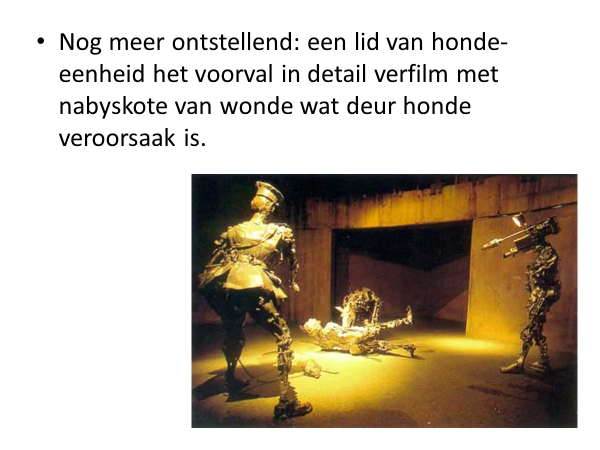 • Nog meer ontstellend: een lid van honde-
eenheid het voorval in detail verfilm met
nabyskote van wonde wat deur honde
veroorsaak is.